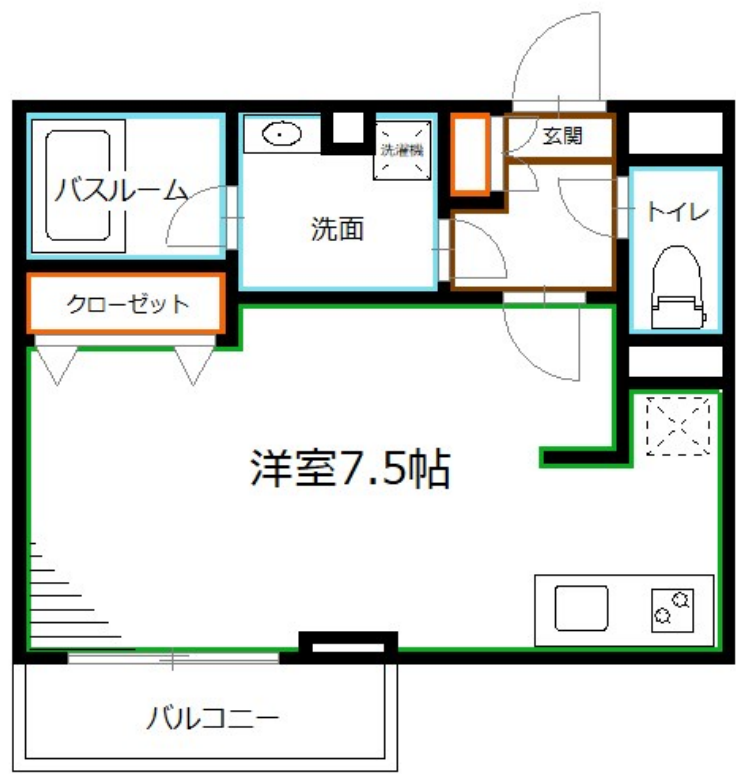 玄関
洗濯機
バスルーム
トイレ
洗面
クローゼット
洋室7.5帖
バルコニー